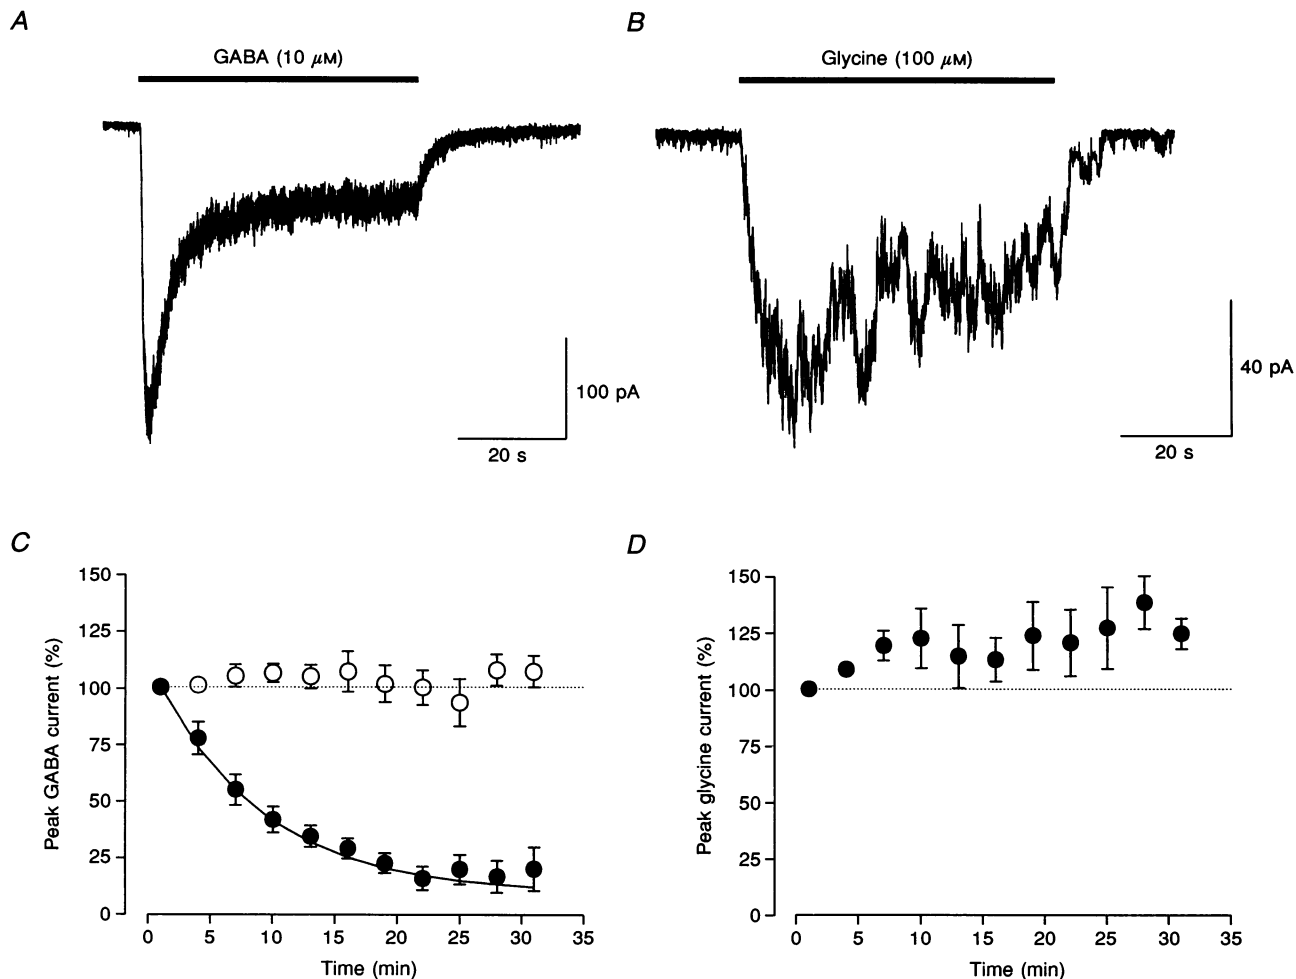 A
B
GABA (10 μM)
Glycine (100 μM)
100 pA
20 s
40 pA
20 s
C
D
150
125
100
75
50
25
0
Peak GABA current (%)
0 5 10 15 20 25 30 35
Time (min)
150
125
100
75
50
25
0
Peak glycine current (%)
0 5 10 15 20 25 30 35
Time (min)